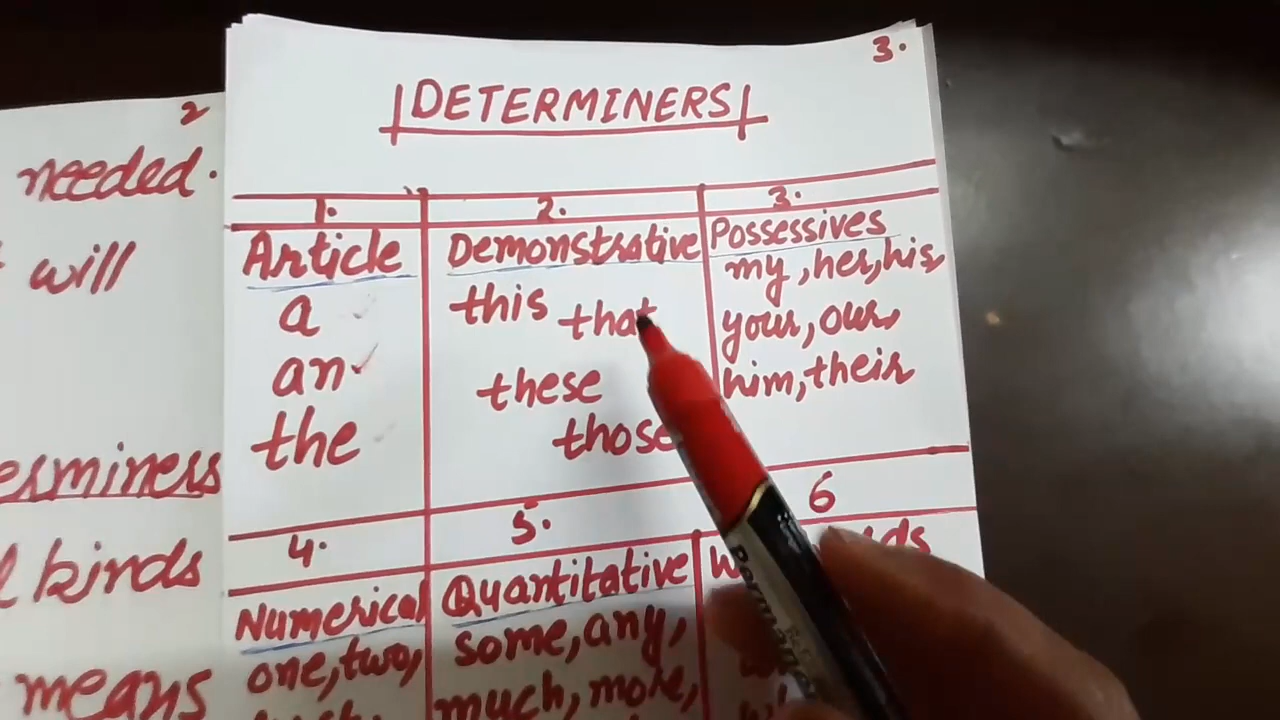 2
needed.
will
kinds
means
3.
DETERMINERS
1.
Article
a
an
the
2.
Demonstrative
this that
these
those
3.
Possessives
my, her, his,
your, our,
him, their
4.
Numerical
one, two,
5.
Quantitative
some, any,
much, more,
6